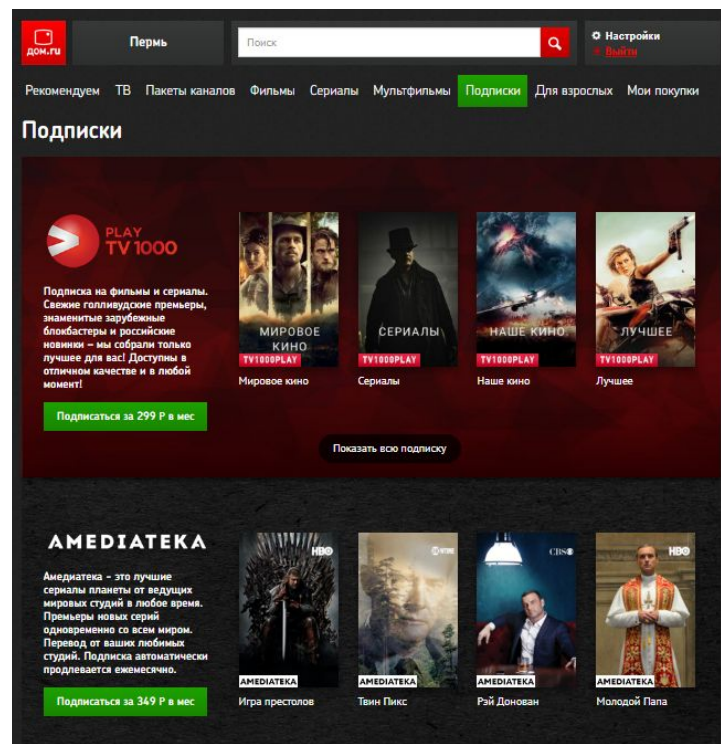 дом.ru
Пермь
Поиск
Настройки
Выйти
Рекомендуем ТВ Пакеты каналов Фильмы Сериалы Мультфильмы Подписки Для взрослых Мои покупки
Подписки
PLAY
TV1000
Подписка на фильмы и сериалы.
Свежие голливудские премьеры,
знаменитые зарубежные
блокбастеры и российские
новинки – мы собрали только
лучшее для вас! Доступны в
отличном качестве и в любой
момент!
Подписаться за 299 Р в мес
МИРОВОЕ
КИНО
TV1000PLAY
Мировое кино
СЕРИАЛЫ
TV1000PLAY
Сериалы
НАШЕ КИНО
TV1000PLAY
Наше кино
ЛУЧШЕЕ
TV1000PLAY
Лучшее
Показать всю подписку
AMEDIATEKA
Амедиатека – это лучшие
сериалы планеты от ведущих
мировых студий в любое время.
Премьеры новых серий
одновременно со всем миром.
Перевод от ваших любимых
студий. Подписка автоматически
продлевается ежемесячно.
Подписаться за 349 Р в мес
HBO
AMEDIATEKA
Игра престолов
SHOWTIME
AMEDIATEKA
Твин Пикс
CBS
AMEDIATEKA
Рэй Донован
HBO
AMEDIATEKA
Молодой Папа